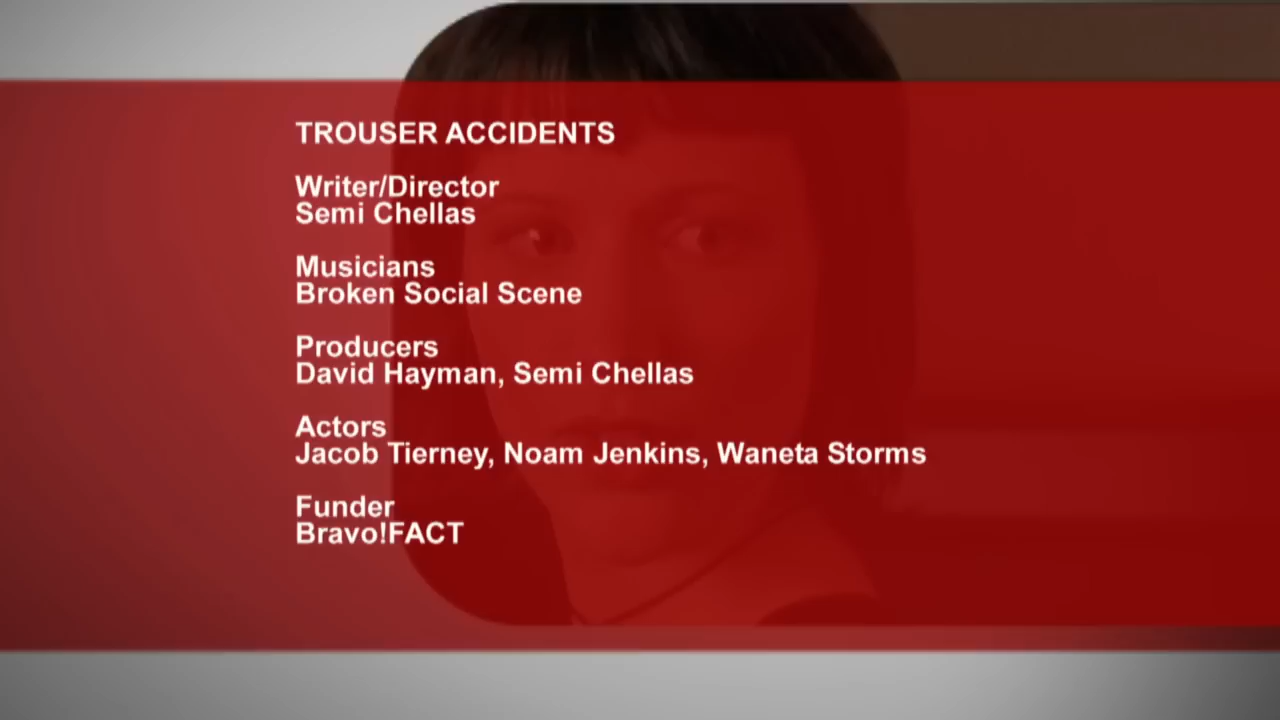 TROUSER ACCIDENTS
Writer/Director
Semi Chellas
Musicians
Broken Social Scene
Producers
David Hayman, Semi Chellas
Actors
Jacob Tierney, Noam Jenkins, Waneta Storms
Funder
Bravo!FACT